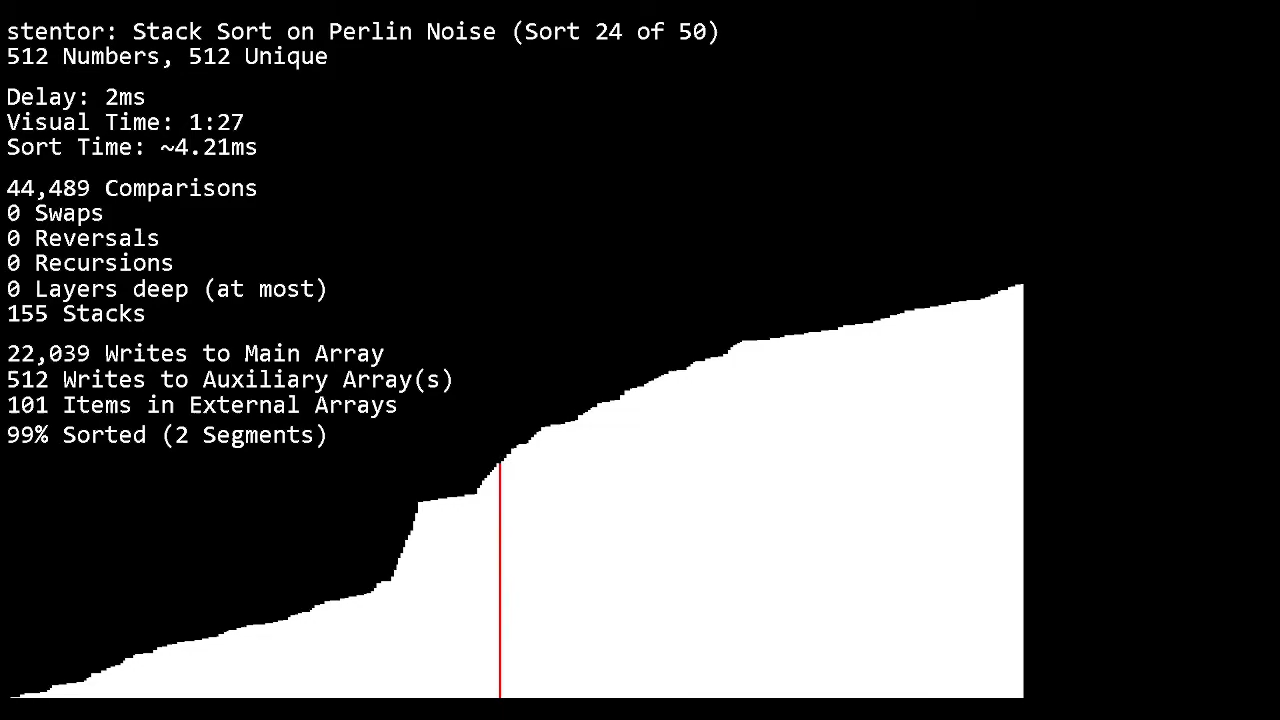 stentor: Stack Sort on Perlin Noise (Sort 24 of 50)
512 Numbers, 512 Unique
Delay: 2ms
Visual Time: 1:27
Sort Time: ~4.21ms
44,489 Comparisons
0 Swaps
0 Reversals
0 Recursions
0 Layers deep (at most)
155 Stacks
22,039 Writes to Main Array
512 Writes to Auxiliary Array(s)
101 Items in External Arrays
99% Sorted (2 Segments)